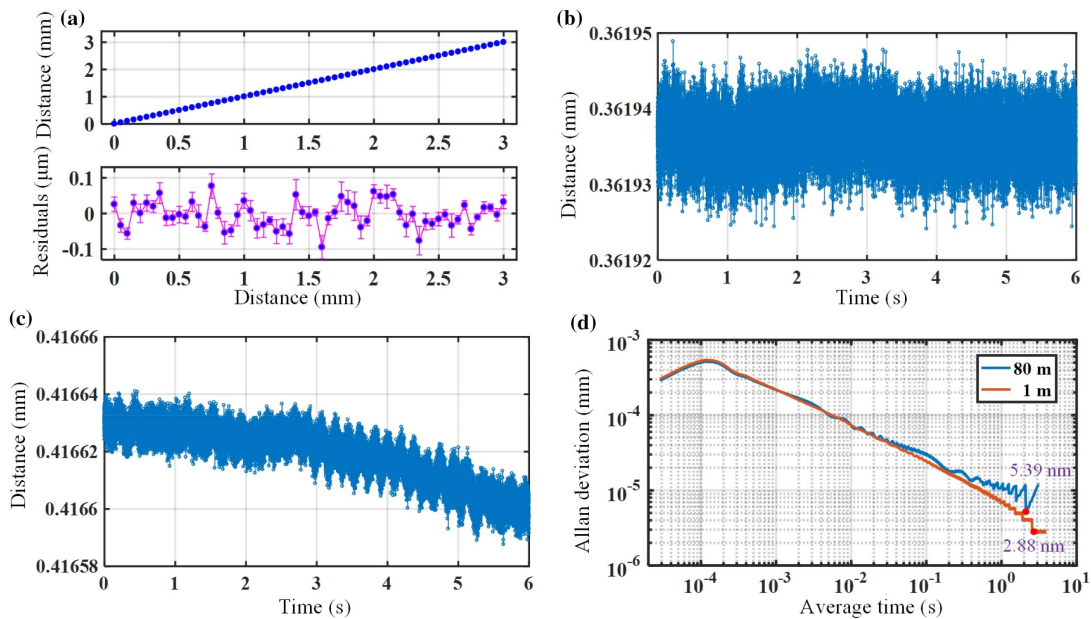 (a)
Distance (mm)
3
2
1
0
0 0.5 1 1.5 2 2.5 3
Residuals (μm)
0.1
0
-0.1
0 0.5 1 1.5 2 2.5 3
Distance (mm)
(b)
Distance (mm)
0.36195
0.36194
0.36193
0.36192
0 1 2 3 4 5 6
Time (s)
(c)
Distance (mm)
0.41666
0.41664
0.41662
0.4166
0.41658
0 1 2 3 4 5 6
Time (s)
(d)
Allan deviation (mm)
10-3
10-4
10-5
10-6
80 m
1 m
5.39 nm
2.88 nm
10-4 10-3 10-2 10-1 100 101
Average time (s)